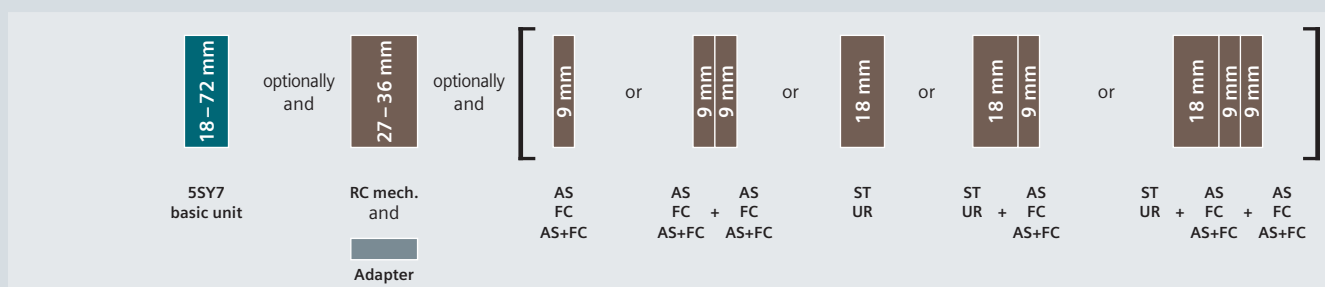 18–72 mm
optionally
and
27–36 mm
optionally
and
9 mm
or
9 mm
9 mm
or
18 mm
or
18 mm
9 mm
or
18 mm
9 mm
9 mm
5SY7
basic unit
RC mech.
and
Adapter
AS
FC
AS+FC
AS AS
FC + FC
AS+FC AS+FC
ST
UR
ST AS
UR + FC
AS+FC
ST AS AS
UR + FC + FC
AS+FC AS+FC